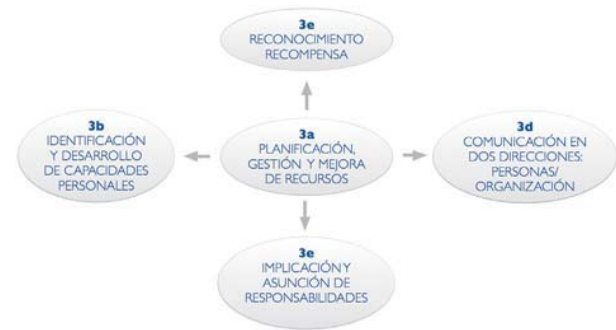 3e
RECONOCIMIENTO
RECOMPENSA
3b
IDENTIFICACIÓN
Y DESARROLLO
DE CAPACIDADES
PERSONALES
3a
PLANIFICACIÓN,
GESTIÓN Y MEJORA
DE RECURSOS
3d
COMUNICACIÓN EN
DOS DIRECCIONES:
PERSONAS/
ORGANIZACIÓN
3e
IMPLICACIÓN Y
ASUNCIÓN DE
RESPONSABILIDADES